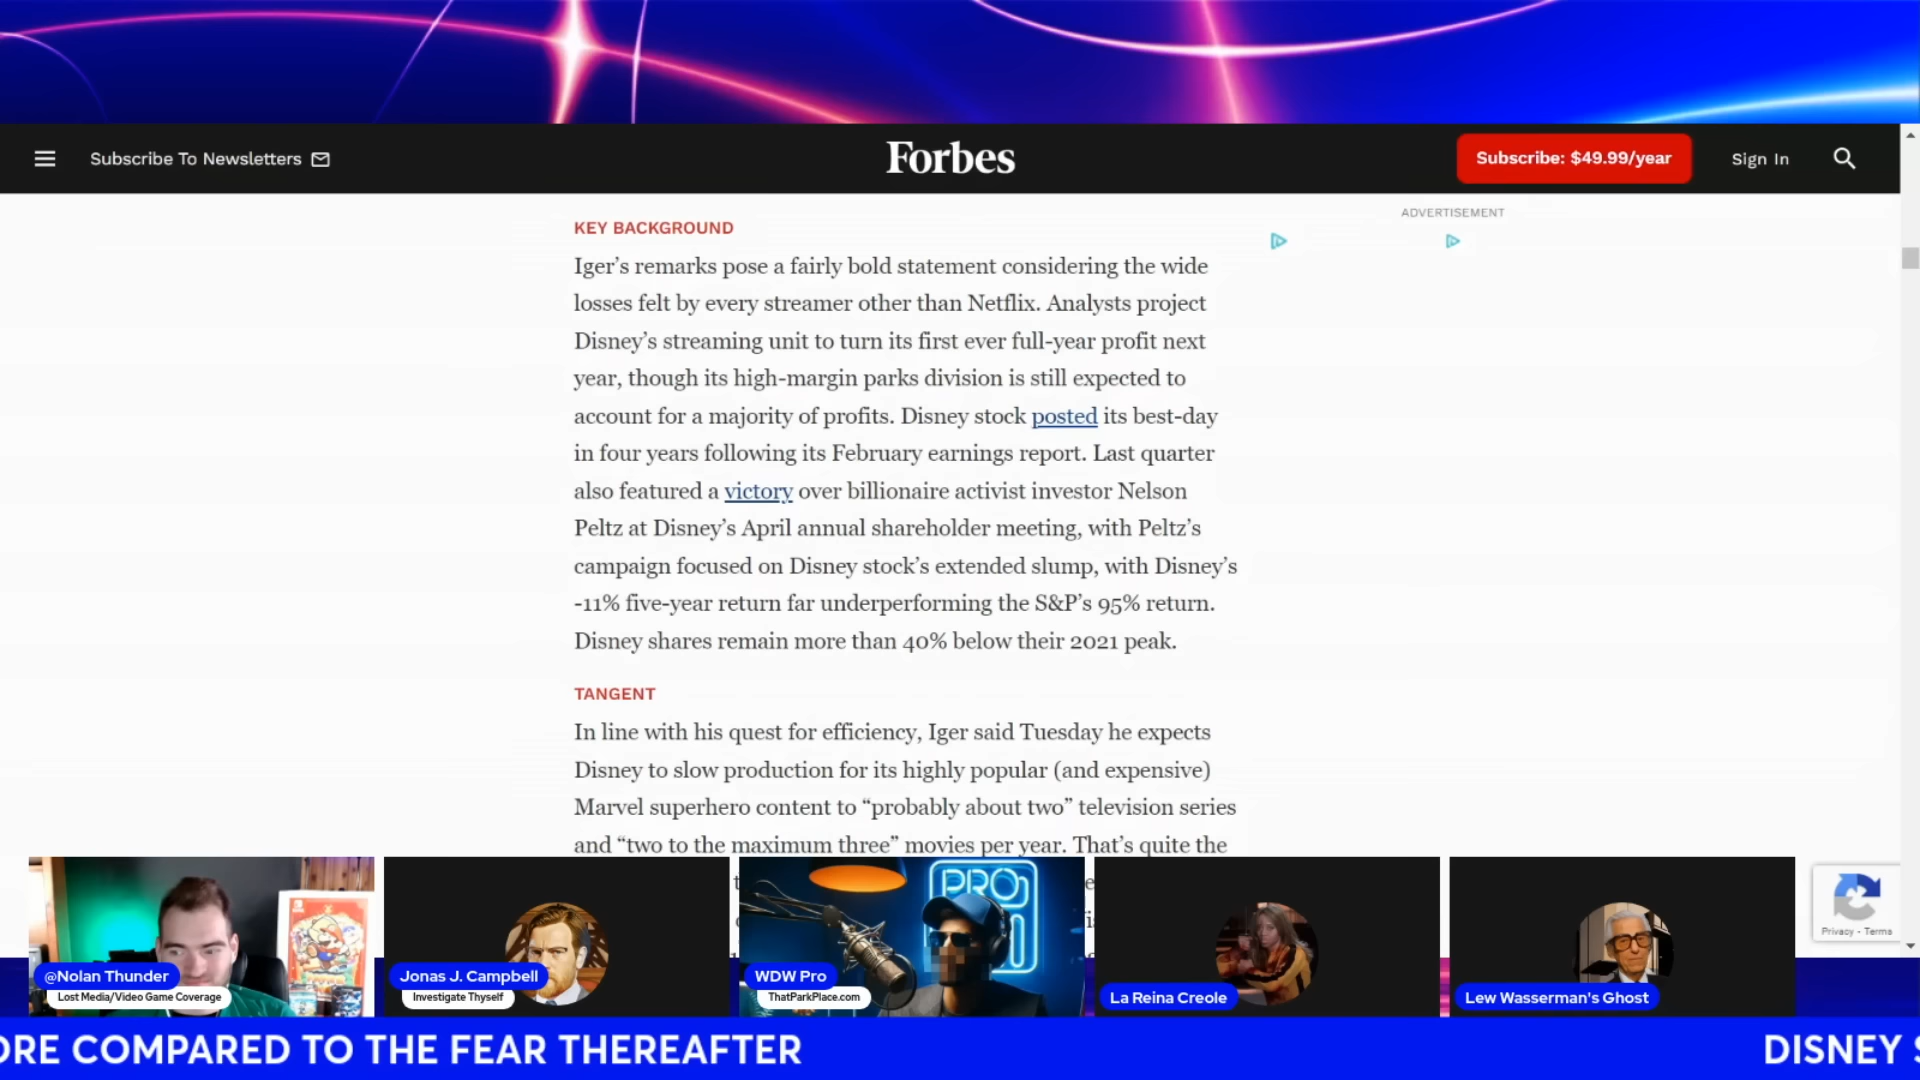 Subscribe To Newsletters
Forbes
Subscribe: $49.99/year
Sign In
ADVERTISEMENT
KEY BACKGROUND
Iger’s remarks pose a fairly bold statement considering the wide
losses felt by every streamer other than Netflix. Analysts project
Disney’s streaming unit to turn its first ever full-year profit next
year, though its high-margin parks division is still expected to
account for a majority of profits. Disney stock posted its best-day
in four years following its February earnings report. Last quarter
also featured a victory over billionaire activist investor Nelson
Peltz at Disney’s April annual shareholder meeting, with Peltz’s
campaign focused on Disney stock’s extended slump, with Disney’s
-11% five-year return far underperforming the S&P’s 95% return.
Disney shares remain more than 40% below their 2021 peak.
TANGENT
In line with his quest for efficiency, Iger said Tuesday he expects
Disney to slow production for its highly popular (and expensive)
Marvel superhero content to “probably about two” television series
and “two to the maximum three” movies per year. That’s quite the
PRO
@Nolan Thunder
Lost Media/Video Game Coverage
Jonas J. Campbell
Investigate Thyself
WDW Pro
ThatParkPlace.com
La Reina Creole
Lew Wasserman's Ghost
Privacy - Terms
ORE COMPARED TO THE FEAR THEREAFTER
DISNEY S